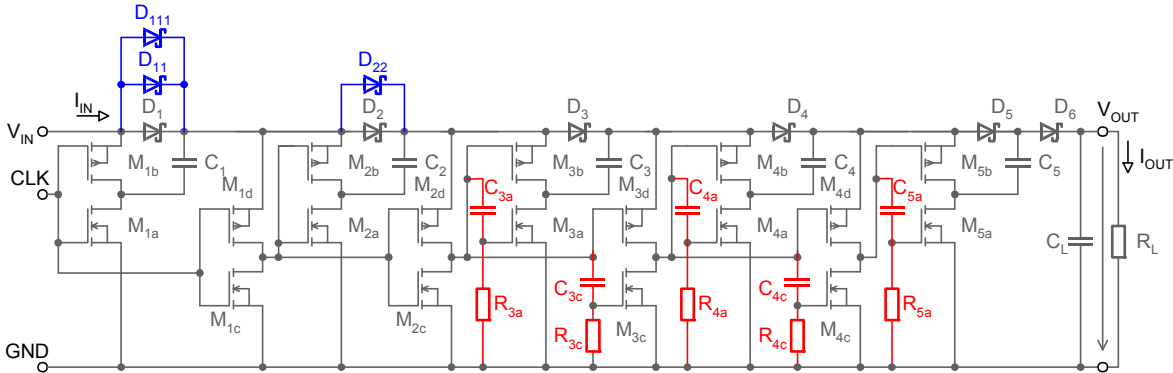 D111
D11
D22
IIN
D1
D2
D3
D4
D5
D6
VOUT
VIN
M1b
C1
M2b
C2
M3b
C3
M4b
C4
M5b
C5
IOUT
CLK
M1d
M2d
C3a
M3d
C4a
M4d
C5a
M1a
M2a
M3a
M4a
M5a
CL
RL
C3c
C4c
M1c
M2c
R3a
R3c
M3c
R4a
R4c
M4c
R5a
GND